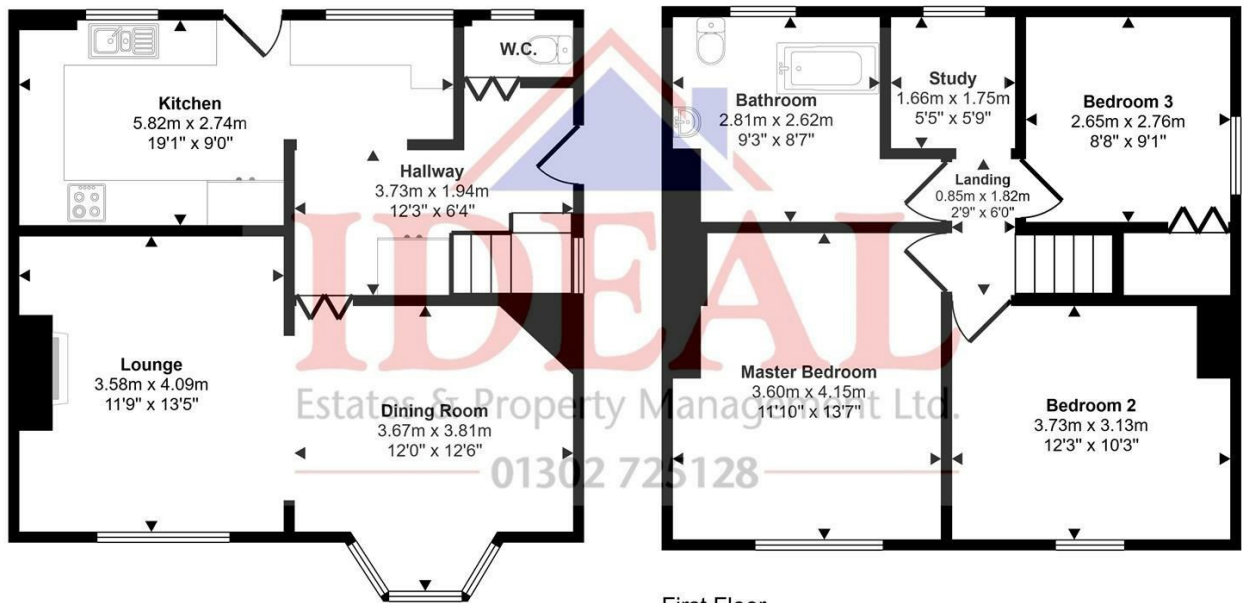 W.C.
Kitchen
5.82m x 2.74m
19'1" x 9'0"
Hallway
3.73m x 1.94m
12'3" x 6'4"
Lounge
3.58m x 4.09m
11'9" x 13'5"
Dining Room
3.67m x 3.81m
12'0" x 12'6"
Bathroom
2.81m x 2.62m
9'3" x 8'7"
Study
1.66m x 1.75m
5'5" x 5'9"
Bedroom 3
2.65m x 2.76m
8'8" x 9'1"
Landing
0.85m x 1.82m
2'9" x 6'0"
Master Bedroom
3.60m x 4.15m
11'10" x 13'7"
Bedroom 2
3.73m x 3.13m
12'3" x 10'3"
IDEAL
Estates & Property Management Ltd.
01302 725128
First Floor